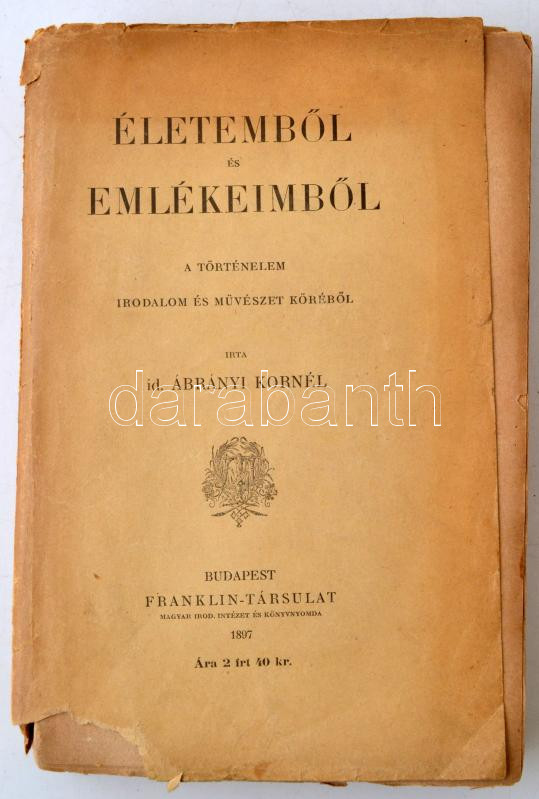 ÉLETEMBŐL
ÉS
EMLÉKEIMBŐL
A TÖRTÉNELEM
IRODALOM ÉS MŰVÉSZET KÖRÉBŐL
IRTA
id. ÁBRÁNYI KORNÉL
darabanth
BUDAPEST
FRANKLIN-TÁRSULAT
MAGYAR IROD. INTÉZET ÉS KÖNYVNYOMDA
1897
Ára 2 frt 40 kr.